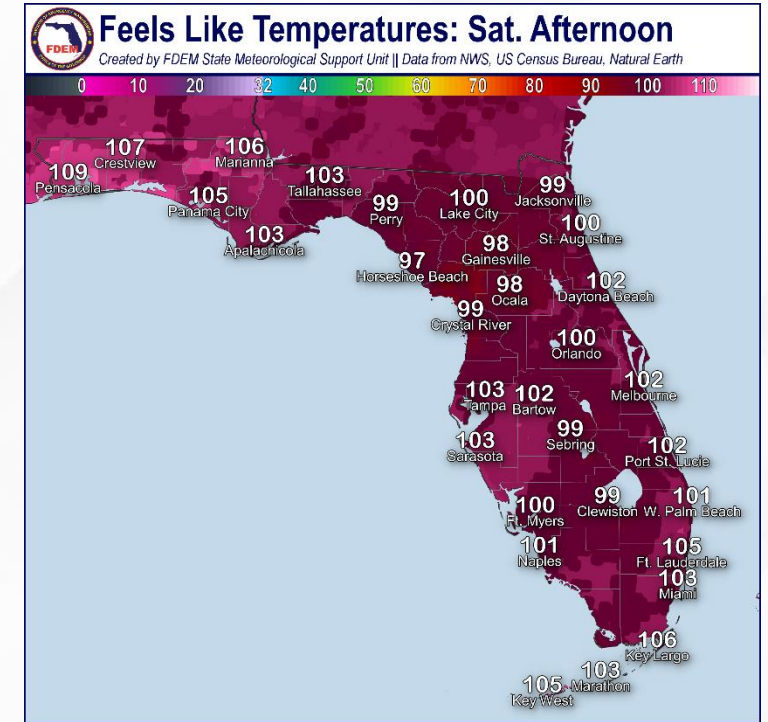 Feels Like Temperatures: Sat. Afternoon
Created by FDEM State Meteorological Support Unit || Data from NWS, US Census Bureau, Natural Earth
FDEM
0 10 20 32 40 50 60 70 80 90 100 110
107
Crestview
106
Marianna
109
Pensacola
103
Tallahassee
105
Panama City
99
Perry
100
Lake City
99
Jacksonville
103
Apalachicola
100
St. Augustine
97
Horseshoe Beach
98
Gainesville
98
Ocala
102
Daytona Beach
99
Crystal River
100
Orlando
103
Tampa
102
Bartow
102
Melbourne
103
Sarasota
99
Sebring
102
Port St. Lucie
100
Ft. Myers
99
Clewiston
101
W. Palm Beach
101
Naples
105
Ft. Lauderdale
103
Miami
106
Key Largo
103
Marathon
105
Key West